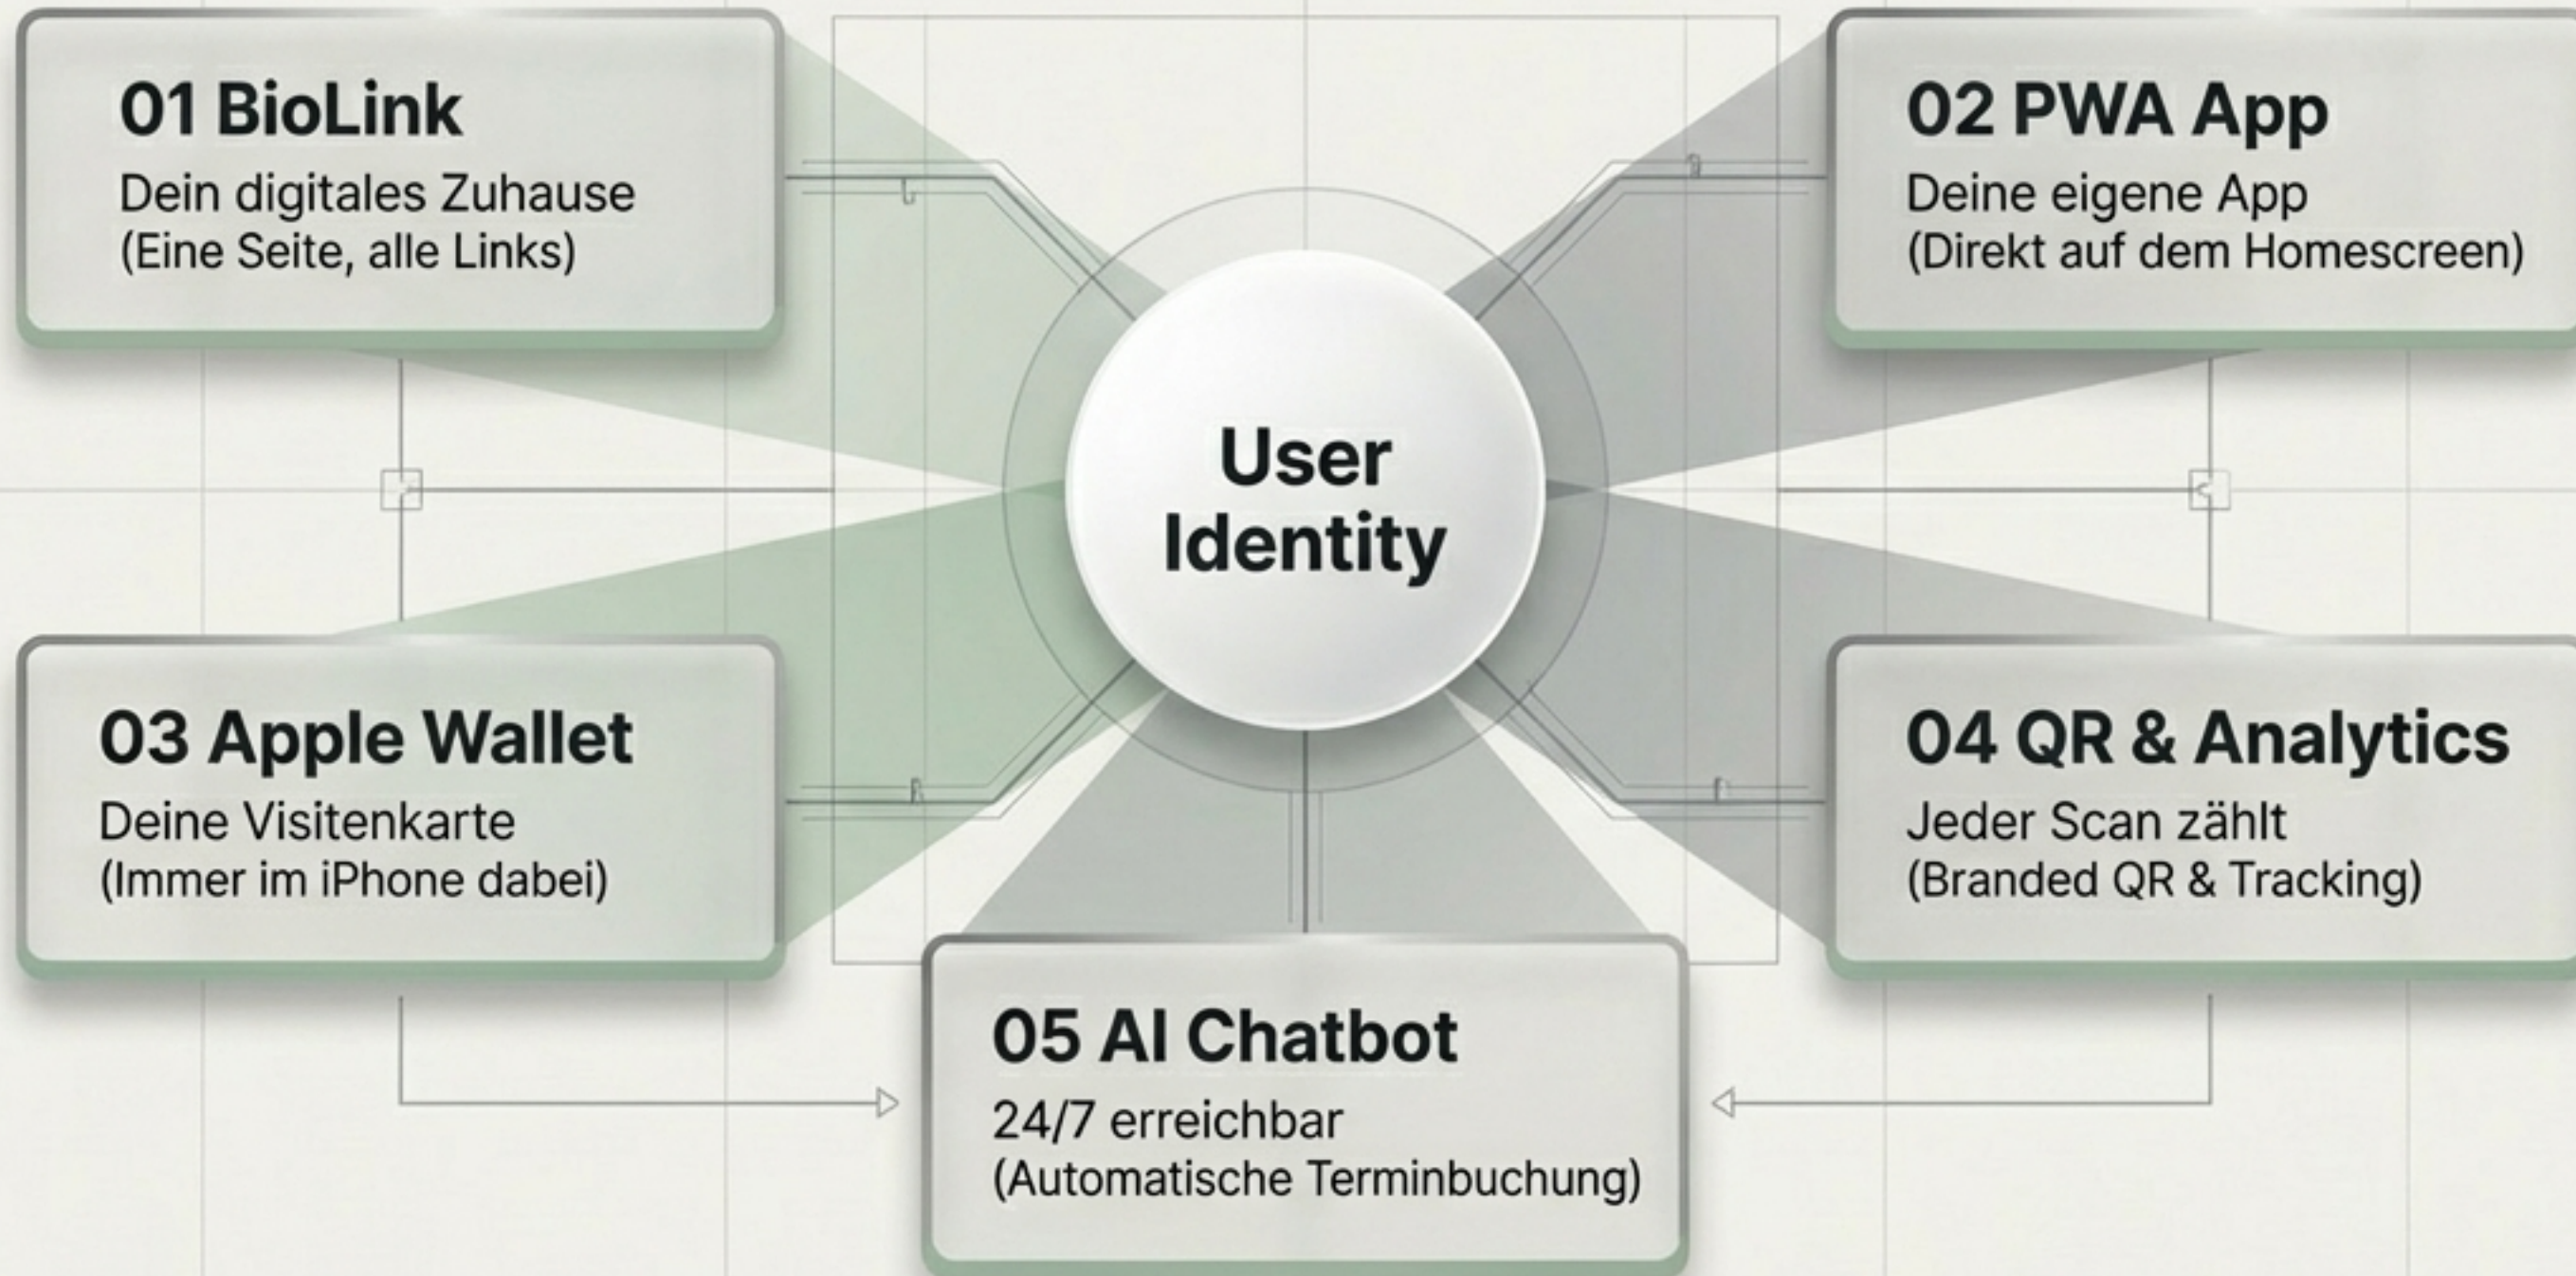 01 BioLink
Dein digitales Zuhause
(Eine Seite, alle Links)
02 PWA App
Deine eigene App
(Direkt auf dem Homescreen)
User
Identity
03 Apple Wallet
Deine Visitenkarte
(Immer im iPhone dabei)
04 QR & Analytics
Jeder Scan zählt
(Branded QR & Tracking)
05 AI Chatbot
24/7 erreichbar
(Automatische Terminbuchung)